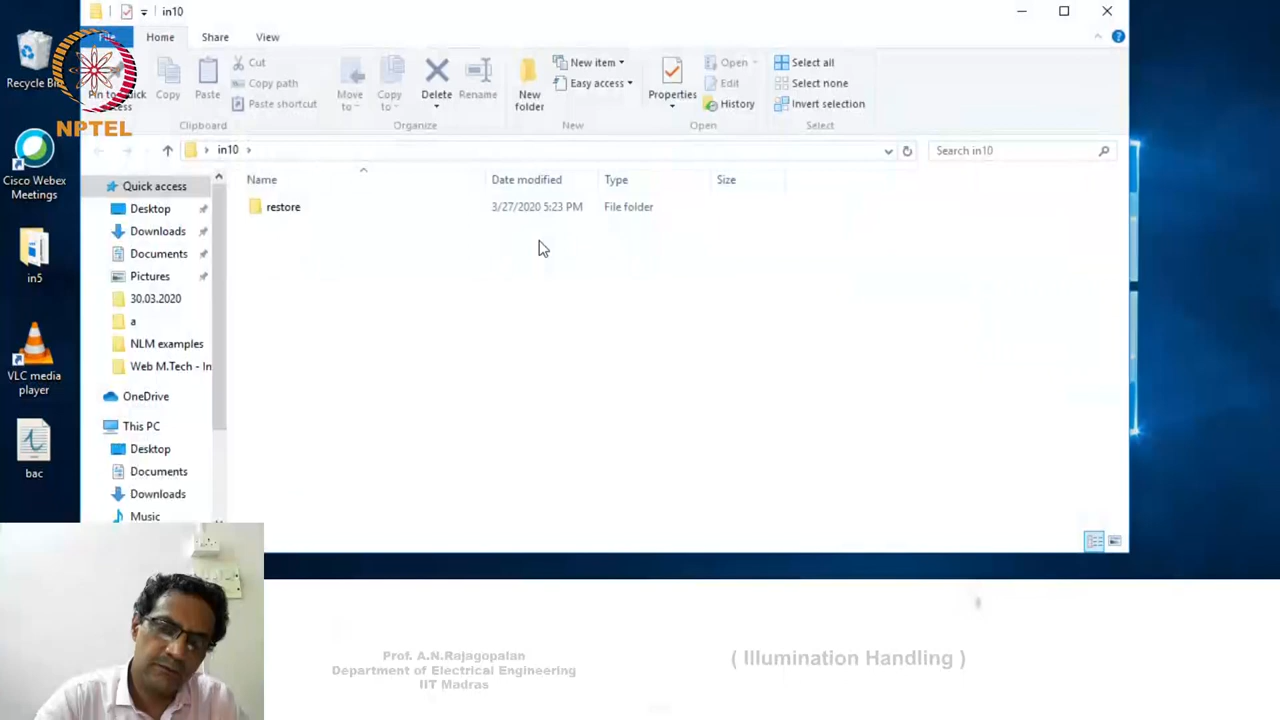 in10
File
Home
Share
View
Pin to Quick access
Copy
Paste
Cut
Copy path
Paste shortcut
Clipboard
Move to
Copy to
Delete
Rename
Organize
New folder
New item
Easy access
New
Properties
Open
Edit
History
Open
Select all
Select none
Invert selection
Select
in10
Search in10
Name
Date modified
Type
Size
restore
3/27/2020 5:23 PM
File folder
Quick access
Desktop
Downloads
Documents
Pictures
30.03.2020
a
NLM examples
Web M.Tech - In
OneDrive
This PC
Desktop
Documents
Downloads
Music
Recycle Bin
NPTEL
Cisco Webex
Meetings
in5
VLC media
player
bac
Prof. A.N.Rajagopalan
Department of Electrical Engineering
IIT Madras
( Illumination Handling )